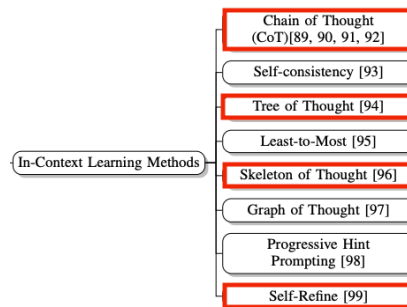 Chain of Thought
(CoT)[89, 90, 91, 92]
Self-consistency [93]
Tree of Thought [94]
Least-to-Most [95]
In-Context Learning Methods
Skeleton of Thought [96]
Graph of Thought [97]
Progressive Hint
Prompting [98]
Self-Refine [99]